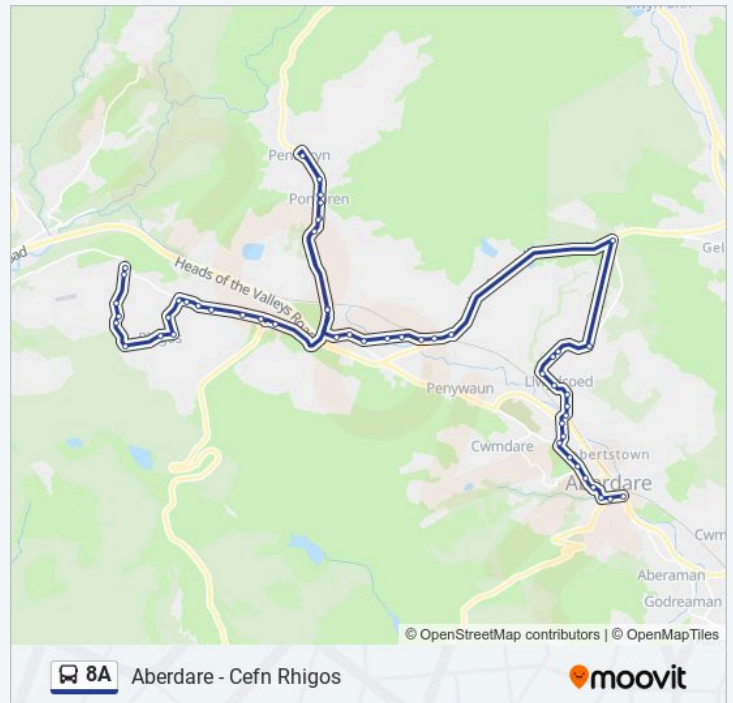 Penderyn
Pontpren
Heads of the Valleys Road
Rhigos
Penywaun
Llwydcoed
Cwmdare
Aberdare
Cwm
Aberaman
Godreaman
Gel
© OpenStreetMap contributors | © OpenMapTiles
8A Aberdare - Cefn Rhigos
moovit